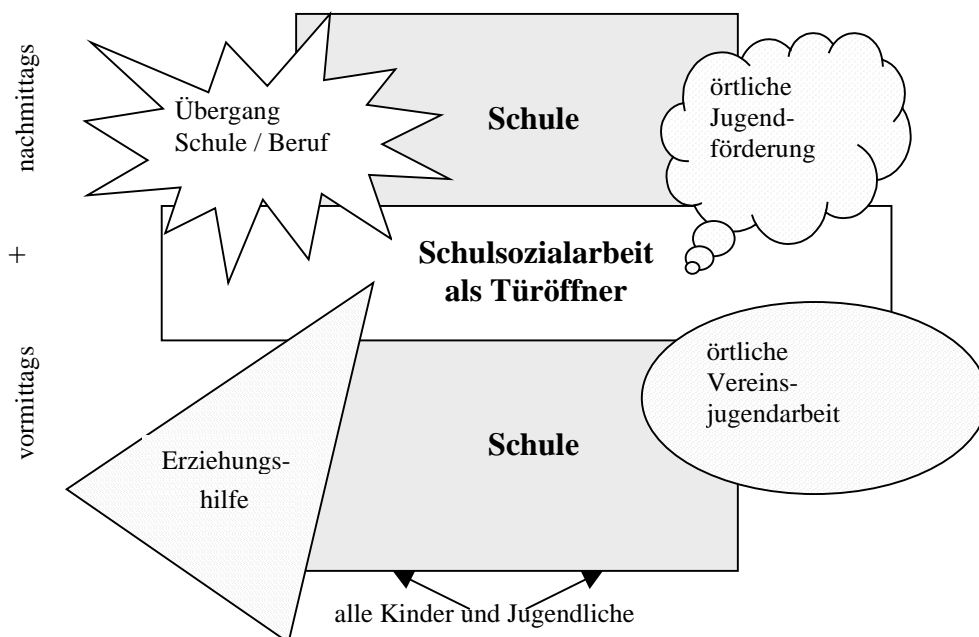 nachmittags
+
vormittags
Übergang
Schule / Beruf
Schule
örtliche
Jugend-
förderung
Schulsozialarbeit
als Türöffner
örtliche
Vereins-
jugendarbeit
Schule
Erziehungs-
hilfe
alle Kinder und Jugendliche